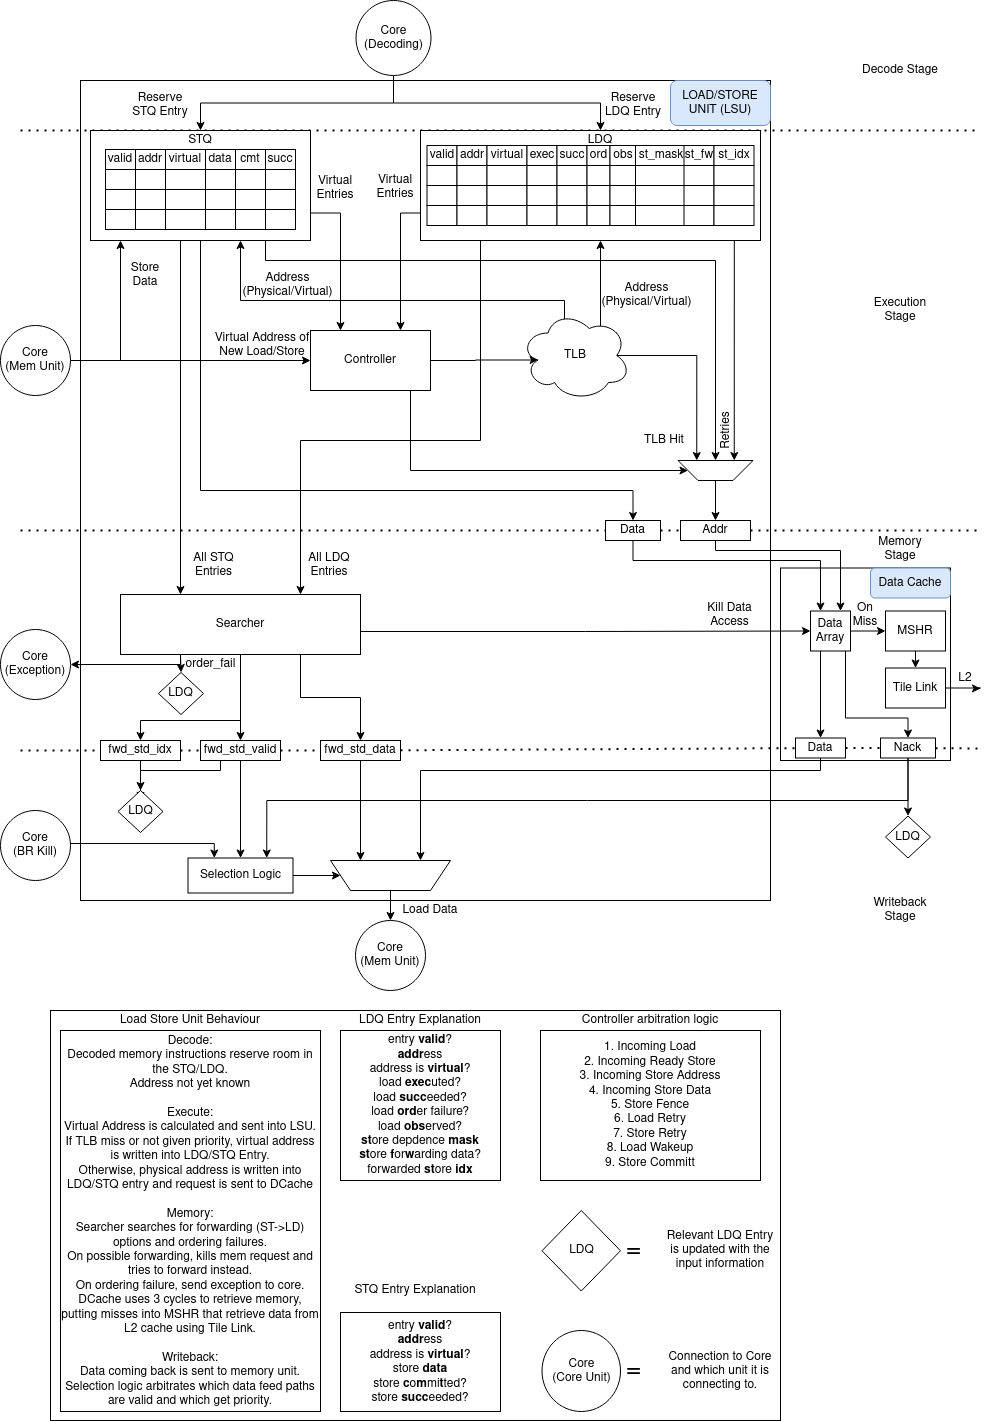 Core
(Decoding)
Decode Stage
Reserve
STQ Entry
Reserve
LDQ Entry
LOAD/STORE
UNIT (LSU)
STQ
valid addr virtual data cmt succ
LDQ
valid addr virtual exec succ ord obs st_mask st_fw st_idx
Virtual
Entries
Virtual
Entries
Store
Data
Address
(Physical/Virtual)
Address
(Physical/Virtual)
Execution
Stage
Core
(Mem Unit)
Virtual Address of
New Load/Store
Controller
TLB
TLB Hit
Retries
Data
Addr
Memory
Stage
All STQ
Entries
All LDQ
Entries
Data Cache
Searcher
Kill Data
Access
Data
Array
On
Miss
MSHR
Core
(Exception)
order_fail
LDQ
Tile Link
L2
fwd_std_idx
fwd_std_valid
fwd_std_data
Data
Nack
LDQ
LDQ
Core
(BR Kill)
Selection Logic
Load Data
Writeback
Stage
Core
(Mem Unit)
Load Store Unit Behaviour
Decode:
Decoded memory instructions reserve room in
the STQ/LDQ.
Address not yet known
Execute:
Virtual Address is calculated and sent into LSU.
If TLB miss or not given priority, virtual address
is written into LDQ/STQ Entry.
Otherwise, physical address is written into
LDQ/STQ entry and request is sent to DCache
Memory:
Searcher searches for forwarding (ST->LD)
options and ordering failures.
On possible forwarding, kills mem request and
tries to forward instead.
On ordering failure, send exception to core.
DCache uses 3 cycles to retrieve memory,
putting misses into MSHR that retrieve data from
L2 cache using Tile Link.
Writeback:
Data coming back is sent to memory unit.
Selection logic arbitrates which data feed paths
are valid and which get priority.
LDQ Entry Explanation
entry valid?
address
address is virtual?
load executed?
load succeeded?
load order failure?
load observed?
store depdence mask
store forwarding data?
forwarded store idx
STQ Entry Explanation
entry valid?
address
address is virtual?
store data
store committed?
store succeeded?
Controller arbitration logic
1. Incoming Load
2. Incoming Ready Store
3. Incoming Store Address
4. Incoming Store Data
5. Store Fence
6. Load Retry
7. Store Retry
8. Load Wakeup
9. Store Committ
LDQ
=
Relevant LDQ Entry
is updated with the
input information
Core
(Core Unit)
=
Connection to Core
and which unit it is
connecting to.